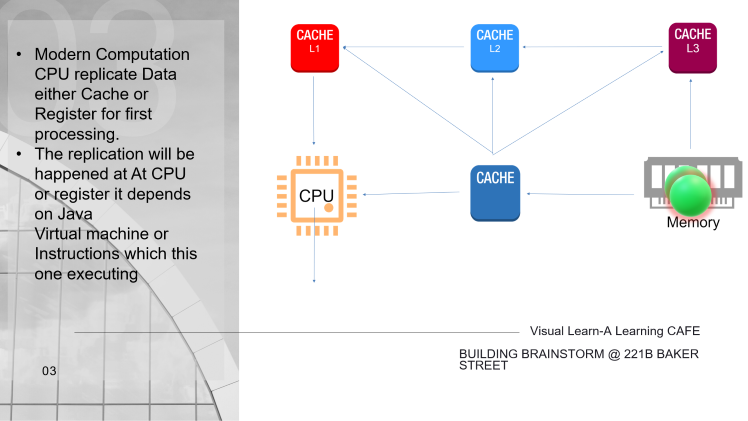 • Modern Computation
CPU replicate Data
either Cache or
Register for first
processing.
• The replication will be
happened at At CPU
or register it depends
on Java
Virtual machine or
Instructions which this
one executing
03
03
CACHE
L1
CACHE
L2
CACHE
L3
CACHE
CPU
Memory
Visual Learn-A Learning CAFE
BUILDING BRAINSTORM @ 221B BAKER
STREET